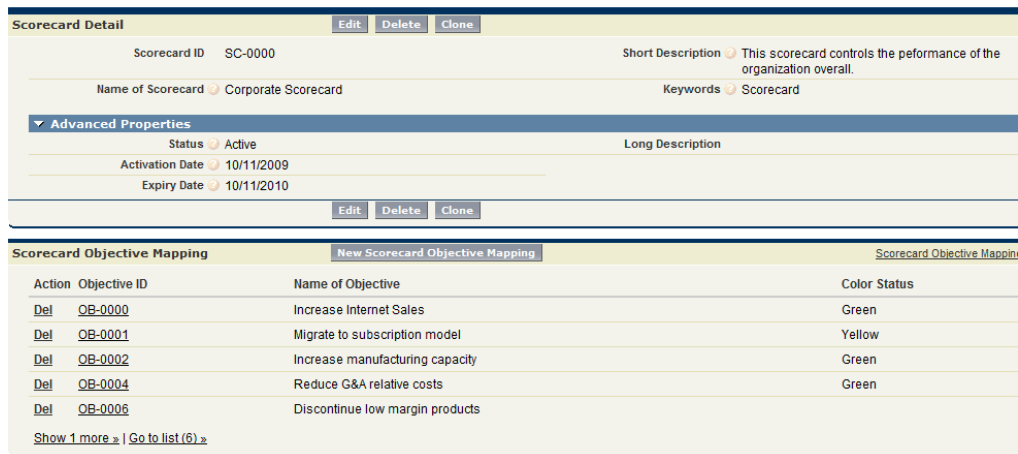 Scorecard Detail Edit Delete Clone
Scorecard ID SC-0000 Short Description This scorecard controls the peformance of the
organization overall.
Name of Scorecard Corporate Scorecard Keywords Scorecard
Advanced Properties
Status Active Long Description
Activation Date 10/11/2009
Expiry Date 10/11/2010
Edit Delete Clone
Scorecard Objective Mapping New Scorecard Objective Mapping Scorecard Objective Mapping
Action Objective ID Name of Objective Color Status
Del OB-0000 Increase Internet Sales Green
Del OB-0001 Migrate to subscription model Yellow
Del OB-0002 Increase manufacturing capacity Green
Del OB-0004 Reduce G&A relative costs Green
Del OB-0006 Discontinue low margin products
Show 1 more » | Go to list (6) »